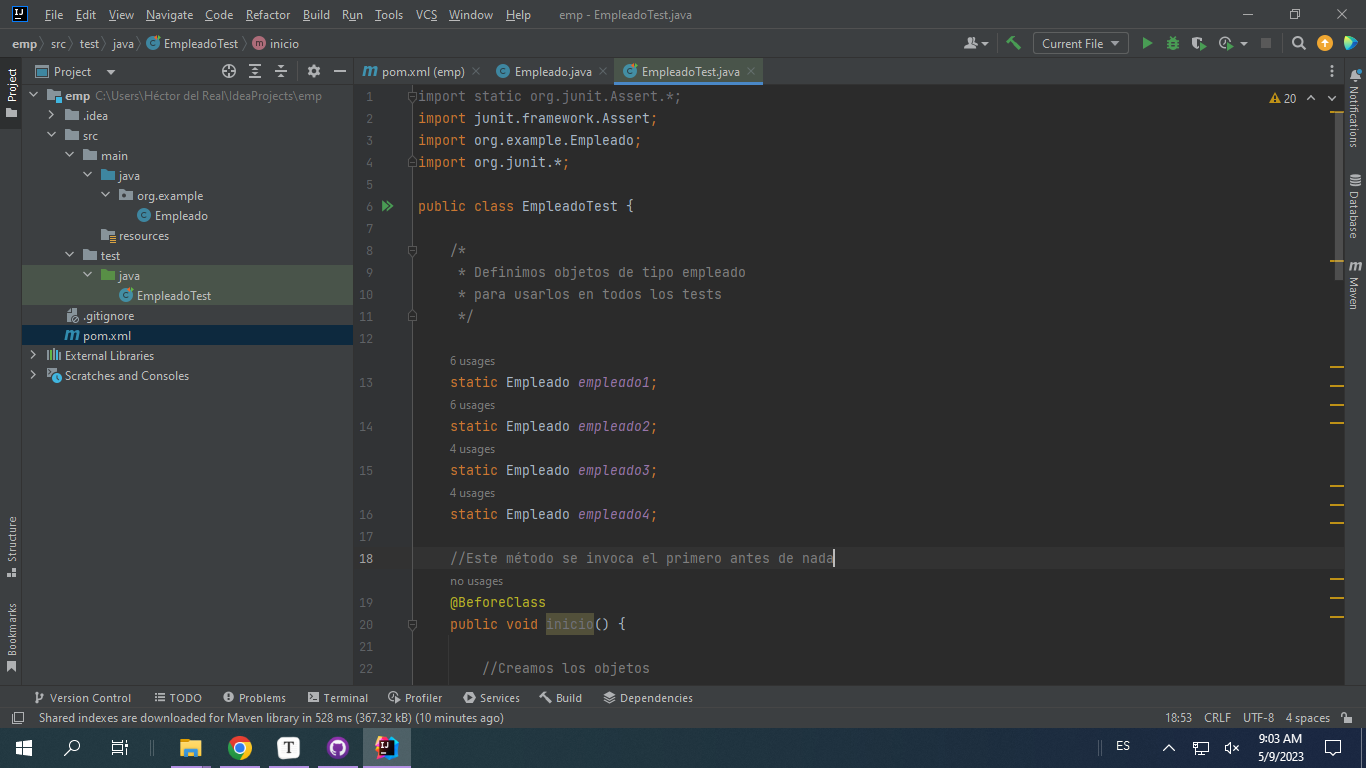 File Edit View Navigate Code Refactor Build Run Tools VCS Window Help emp - EmpleadoTest.java
emp src test java EmpleadoTest inicio Current File
Project pom.xml (emp) Empleado.java EmpleadoTest.java
Project
Structure
Bookmarks
emp C:\Users\Héctor del Real\IdeaProjects\emp
.idea
src
main
java
org.example
Empleado
resources
test
java
EmpleadoTest
.gitignore
pom.xml
External Libraries
Scratches and Consoles
20
1 import static org.junit.Assert.*;
2 import junit.framework.Assert;
3 import org.example.Empleado;
4 import org.junit.*;
5
6 public class EmpleadoTest {
7
8 /*
9 * Definimos objetos de tipo empleado
10 * para usarlos en todos los tests
11 */
12
6 usages
13 static Empleado empleado1;
6 usages
14 static Empleado empleado2;
4 usages
15 static Empleado empleado3;
4 usages
16 static Empleado empleado4;
17
18 //Este método se invoca el primero antes de nada
no usages
19 @BeforeClass
20 public void inicio() {
21
22 //Creamos los objetos
Notifications
Database
Maven
Version Control TODO Problems Terminal Profiler Services Build Dependencies
Shared indexes are downloaded for Maven library in 528 ms (367.32 kB) (10 minutes ago) 18:53 CRLF UTF-8 4 spaces
ES 9:03 AM
5/9/2023